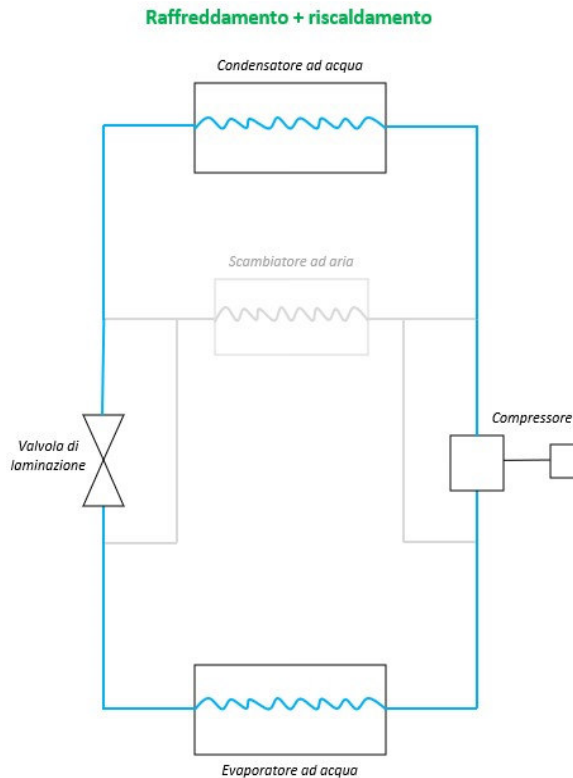 Raffreddamento + riscaldamento
Condensatore ad acqua
Scambiatore ad aria
Compressore
Valvola di
laminazione
Evaporatore ad acqua